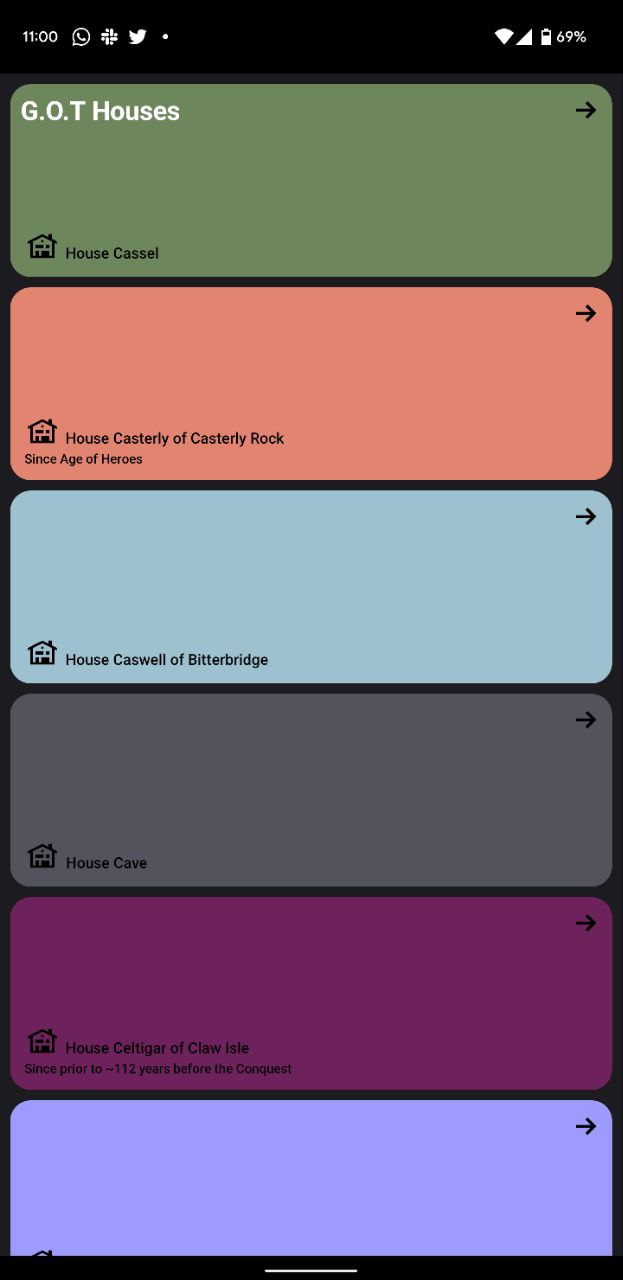 11:00
69%
G.O.T Houses
House Cassel
House Casterly of Casterly Rock
Since Age of Heroes
House Caswell of Bitterbridge
House Cave
House Celtigar of Claw Isle
Since prior to ~112 years before the Conquest